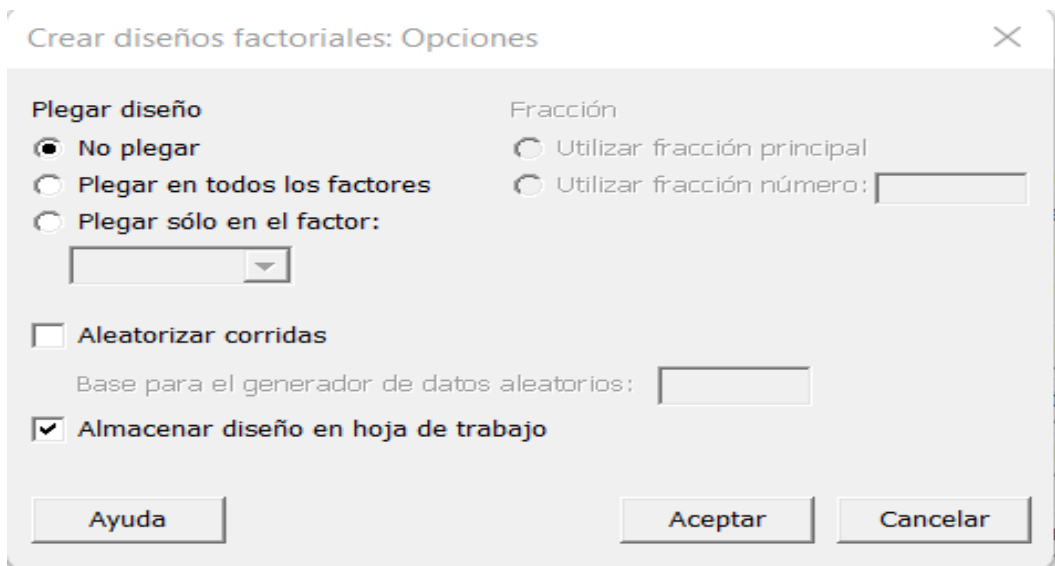 Crear diseños factoriales: Opciones
Plegar diseño
No plegar
Plegar en todos los factores
Plegar sólo en el factor:
Fracción
Utilizar fracción principal
Utilizar fracción número:
Aleatorizar corridas
Base para el generador de datos aleatorios:
Almacenar diseño en hoja de trabajo
Ayuda
Aceptar
Cancelar